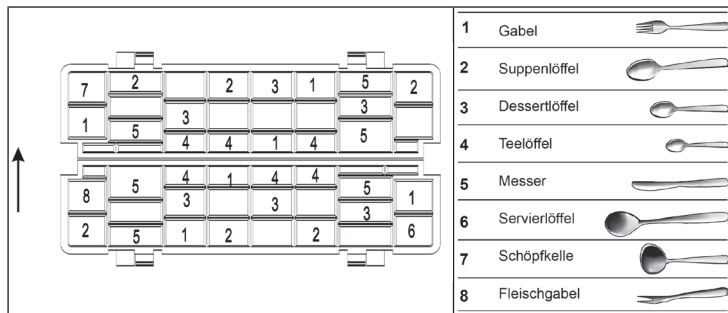 7 2 2 3 1 5 2
3
1 3
5 5
4 4 1 4
5 4 1 4 4 5 1
8 3 3
3
2 5 1 2 2 6
1 Gabel
2 Suppenlöffel
3 Dessertlöffel
4 Teelöffel
5 Messer
6 Servierlöffel
7 Schöpfkelle
8 Fleischgabel